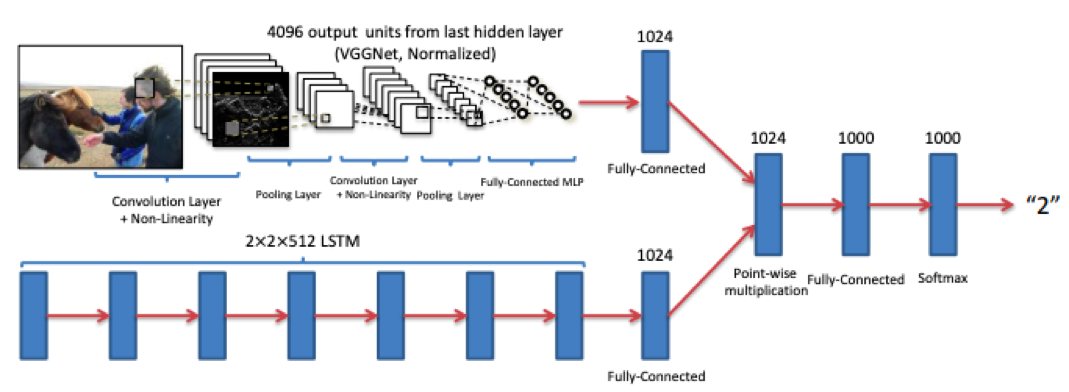 4096 output units from last hidden layer
(VGGNet, Normalized)
1024
Convolution Layer
+ Non-Linearity
Pooling Layer
Convolution Layer
+ Non-Linearity
Pooling Layer
Fully-Connected MLP
Fully-Connected
1024
1000
1000
“2”
Point-wise
multiplication
Fully-Connected
Softmax
2×2×512 LSTM
1024
Fully-Connected